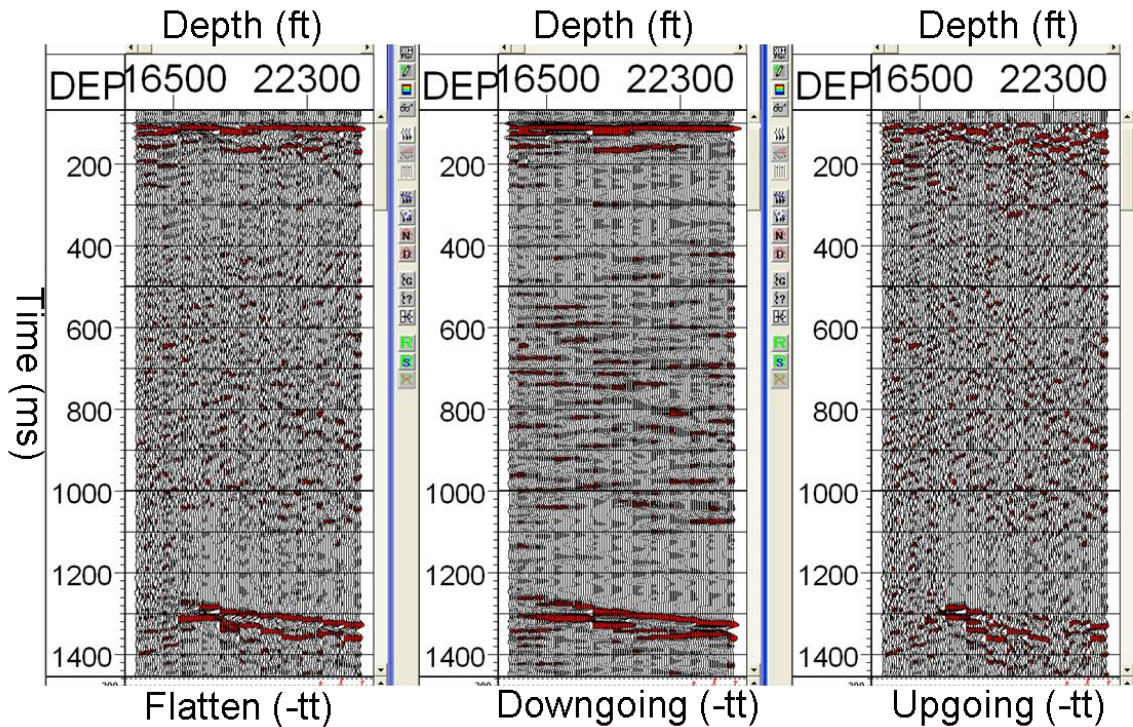 Depth (ft)
Depth (ft)
Depth (ft)
DEP 16500 22300
DEP 16500 22300
DEP 16500 22300
Time (ms)
200
400
600
800
1000
1200
1400
200
400
600
800
1000
1200
1400
200
400
600
800
1000
1200
1400
N
D
G
?
R
S
N
D
G
?
R
S
Flatten (-tt)
Downgoing (-tt)
Upgoing (-tt)